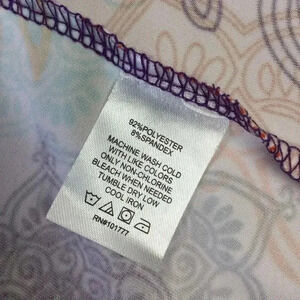 92%POLYESTER
8%SPANDEX
MACHINE WASH COLD
WITH LIKE COLORS
ONLY NON-CHLORINE
BLEACH WHEN NEEDED
TUMBLE DRY LOW
COOL IRON
RN#101777